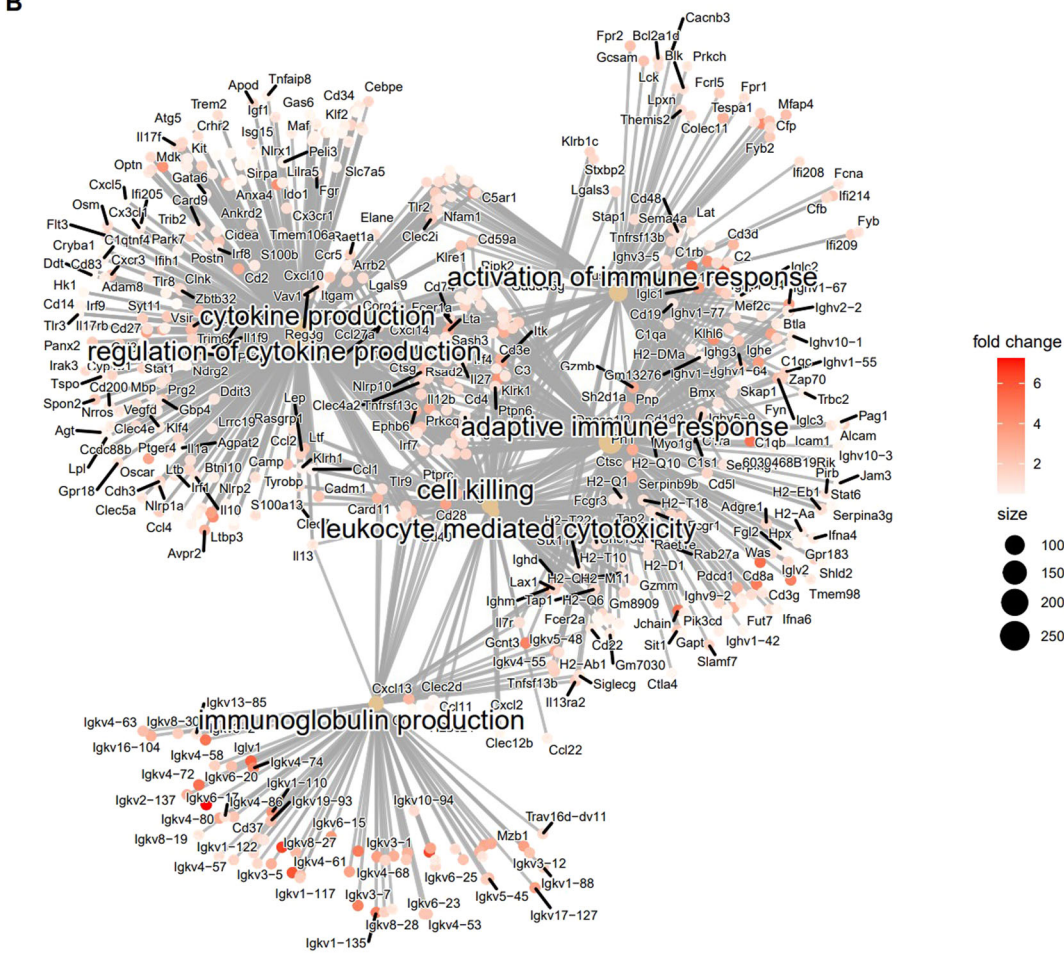 B
Cacnb3
Fpr2 Bcl2a1d
Gcsam Blk Prkch
Lck
Tnfaip8
Apod
Fcrl5 Fpr1
Cebpe
Cd34
Trem2 Igf1 Gas6 Klf2
Lpxn Tespa1 Mfap4
Atg5 Crhr2 Isg15 Maf
Themis2 Colec11 Cfp
Il17f Kit Nlrx1 Peli3
Klrb1c Fyb2
Optn Mdk Sirpa Lilra5 Slc7a5
Stxbp2 Ifi208 Fcna
Gata6 Anxa4 Ido1 Fgr
Cxcl5 Ifi205 Card9
C5ar1 Lgals3 Cd48 Ifi214
Osm Cx3cl1 Trib2 Ankrd2 Cx3cr1 Elane Tlr2 Nfam1
Stap1 Sema4a Lat Cfb
Flt3 Fyb
C1qtnf4 Park7 Cidea Tmem106a Raet1a Clec2i Cd59a
Tnfrsf13b Cd3d Ifi209
Cryba1 Irf8 S100b Ccr5
Cxcr3 Ifih1 Postn Arrb2 Klre1
Ighv3-5 C1rb C2
Ddt Cd83 Cd2 Cxcl10
activation of immune response
Hk1 Adam8 Tlr8 Clnk Lgals9
Iglc1 Ighv1-67
Cd14 Irf9 Syt11 Zbtb32 Vav1 Itgam
Cd19 Ighv1-77 Mef2c Ighv2-2
cytokine production
Tlr3 Il17rb Cd27 Vsir Cxcl14 Lta Itk
C1qa Klhl6 Btla
Panx2 Trim6 Il1f9 Reg3g Ccl27a Sash3 Cd3e
Ighv10-1
regulation of cytokine production
H2-DMa Ighg3 Ighe
Irak3 Stat1 Ndrg2 Ctsg Rsad2 C3
Gzmb Gm13276 Ighv1-64 C1qc Ighv1-55
Tspo Cd200 Mbp Prg2 Ddit3 Nlrp10 Il27 Klrk1
Sh2d1a Pnp Bmx Skap1 Zap70
Spon2 Nrros Vegfd Gbp4 Lep Clec4a2 Tnfrsf13c Il12b Cd4 Ptpn6
Trbc2
Agt Clec4e Klf4 Lrrc19 Rasgrp1 Ephb6 Prkcq
Fyn Iglc3 Pag1
adaptive immune response
Ccdc88b Ptger4 Il1a Agpat2 Ccl2 Ltf Irf7
Myo1g C1ra C1qb Icam1 Alcam
Lpl Oscar Ltb Btnl10 Camp Klrh1 Ccl1 Ptprc
Ctsc H2-Q10 C1s1 6030468B19Rik Ighv10-3
Gpr18 Cdh3 Irf1 Nlrp2 Tyrobp Cadm1 Tlr9
H2-Q1 Serpinb9b Cd5l Pirb Jam3
cell killing
Clec5a Nlrp1a Il10 S100a13 Card11 Cd28
Fcgr3 H2-T18 Adgre1 H2-Eb1 Stat6
Ccl4 Ltbp3
leukocyte mediated cytotoxicity
H2-Aa Serpina3g
Avpr2 Il13
Fgl2 Hpx Ifna4
H2-T10 Rab27a Was Gpr183
Ighd H2-D1
Lax1 H2-M11 Gzmm Pdcd1 Cd8a Iglv2 Shld2
Ighm Tap1 H2-Q6 Gm8909 Ighv9-2 Cd3g Tmem98
Il7r Fcer2a Jchain Pik3cd Fut7 Ifna6
Gcnt3 Igkv5-48 Cd22 Sit1 Gapt Ighv1-42
Igkv4-55 H2-Ab1 Gm7030 Slamf7
Tnfsf13b Siglecg Ctla4
Cxcl13 Clec2d Il13ra2
Igkv13-85 Ccl11 Cxcl2
Igkv4-63 Igkv8-30
immunoglobulin production
Igkv16-104 Clec12b Ccl22
Igkv4-58 Iglv1
Igkv4-72 Igkv6-20 Igkv4-74
Igkv1-110
Igkv2-137 Igkv6-17 Igkv4-86 Igkv19-93 Igkv10-94
Igkv4-80 Cd37 Igkv6-15 Trav16d-dv11
Igkv8-19 Igkv1-122 Igkv8-27 Igkv3-1 Mzb1
Igkv4-57 Igkv3-5 Igkv4-61 Igkv4-68 Igkv6-25 Igkv3-12
Igkv1-117 Igkv5-45 Igkv1-88
Igkv3-7 Igkv6-23
Igkv8-28 Igkv4-53 Igkv17-127
Igkv1-135
fold change
6
4
2
size
100
150
200
250